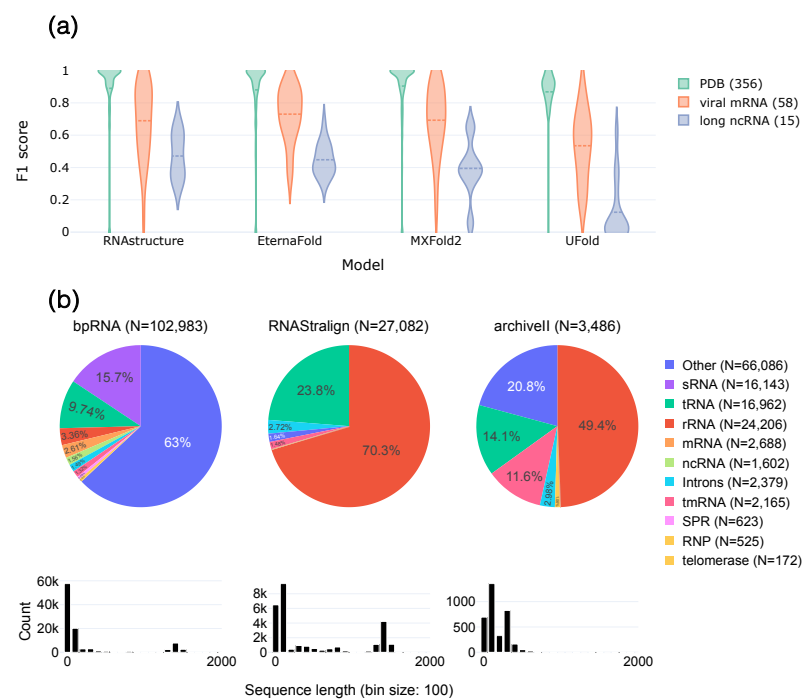 (a)
1
0.8
0.6
0.4
0.2
0
F1 score
RNAstructure
EternaFold
MXFold2
UFold
Model
PDB (356)
viral mRNA (58)
long ncRNA (15)
(b)
bpRNA (N=102,983)
RNAStralign (N=27,082)
archiveII (N=3,486)
15.7%
9.74%
3.36%
2.61%
63%
23.8%
2.72%
70.3%
20.8%
14.1%
11.6%
2.98%
49.4%
Other (N=66,086)
sRNA (N=16,143)
tRNA (N=16,962)
rRNA (N=24,206)
mRNA (N=2,688)
ncRNA (N=1,602)
Introns (N=2,379)
tmRNA (N=2,165)
SPR (N=623)
RNP (N=525)
telomerase (N=172)
Count
60k
40k
20k
0
0 2000
8k
6k
4k
2k
0
0 2000
1000
500
0
0 2000
Sequence length (bin size: 100)